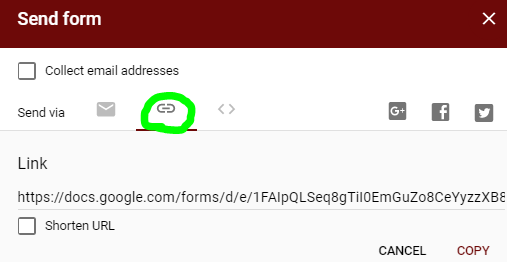 Send form
Collect email addresses
Send via
Link
https://docs.google.com/forms/d/e/1FAIpQLSeq8gTiI0EmGuZo8CeYyzzXB8
Shorten URL
CANCEL COPY